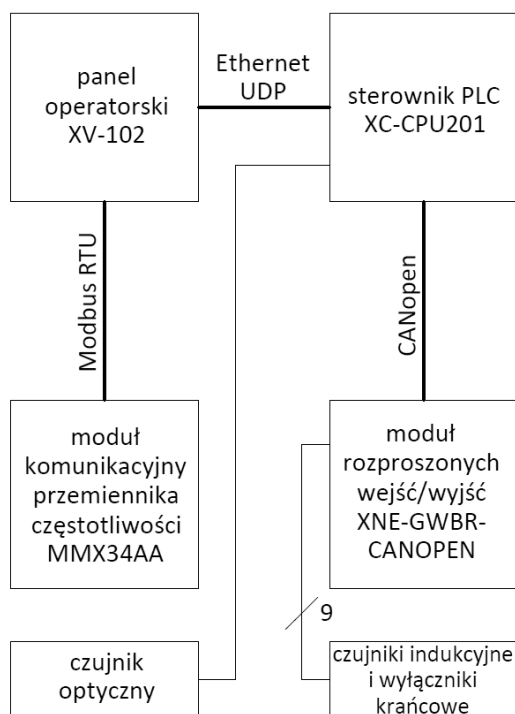 panel
operatorski
XV-102
Ethernet
UDP
sterownik PLC
XC-CPU201
Modbus RTU
CANopen
moduł
komunikacyjny
przemiennika
częstotliwości
MMX34AA
moduł
rozproszonych
wejść/wyjść
XNE-GWBR-
CANOPEN
9
czujnik
optyczny
czujniki indukcyjne
i wyłączniki
krańcowe